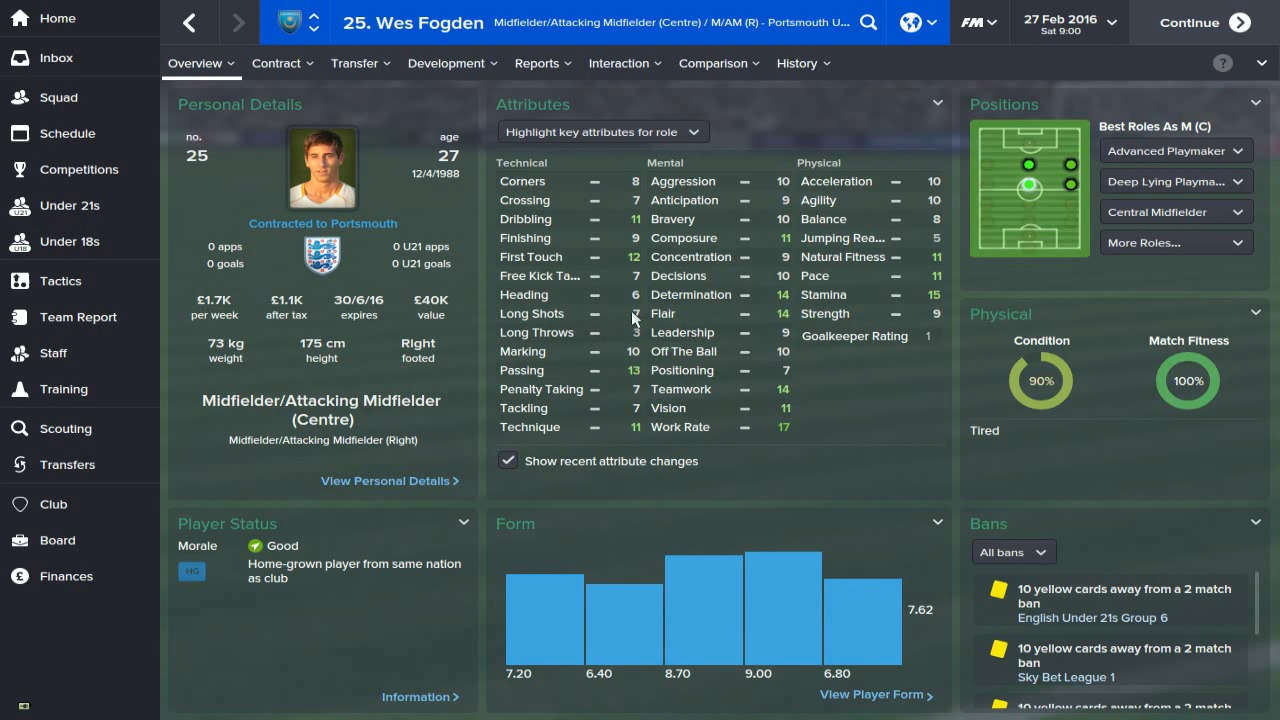 Home
Inbox
Squad
Schedule
Competitions
U21
Under 21s
U18
Under 18s
Tactics
Team Report
Staff
Training
Scouting
Transfers
Club
Board
£ Finances
25. Wes Fogden
Midfielder/Attacking Midfielder (Centre) / M/AM (R) - Portsmouth U...
FM
27 Feb 2016
Sat 9:00
Continue
Overview Contract Transfer Development Reports Interaction Comparison History ?
Personal Details
no.
25
age
27
12/4/1988
Contracted to Portsmouth
0 apps
0 goals
0 U21 apps
0 U21 goals
£1.7K £1.1K 30/6/16 £40K
per week after tax expires value
73 kg 175 cm Right
weight height footed
Midfielder/Attacking Midfielder
(Centre)
Midfielder/Attacking Midfielder (Right)
View Personal Details >
Attributes
Highlight key attributes for role
Technical Mental Physical
Corners – 8 Aggression – 10 Acceleration – 10
Crossing – 7 Anticipation – 9 Agility – 10
Dribbling – 11 Bravery – 10 Balance – 8
Finishing – 9 Composure – 11 Jumping Rea... – 5
First Touch – 12 Concentration – 9 Natural Fitness – 11
Free Kick Ta... – 7 Decisions – 10 Pace – 11
Heading – 6 Determination – 14 Stamina – 15
Long Shots – Flair – 14 Strength – 9
Long Throws – 3 Leadership – 9 Goalkeeper Rating 1
Marking – 10 Off The Ball – 10
Passing – 13 Positioning – 7
Penalty Taking – 7 Teamwork – 14
Tackling – 7 Vision – 11
Technique – 11 Work Rate – 17
Show recent attribute changes
Positions
Best Roles As M (C)
Advanced Playmaker
Deep Lying Playma...
Central Midfielder
More Roles...
Physical
Condition Match Fitness
90% 100%
Tired
Player Status
Morale Good
HG Home-grown player from same nation
as club
Information >
Form
7.62
7.20 6.40 8.70 9.00 6.80
View Player Form >
Bans
All bans
10 yellow cards away from a 2 match
ban
English Under 21s Group 6
10 yellow cards away from a 2 match
ban
Sky Bet League 1
10 yellow cards away from a 2 match